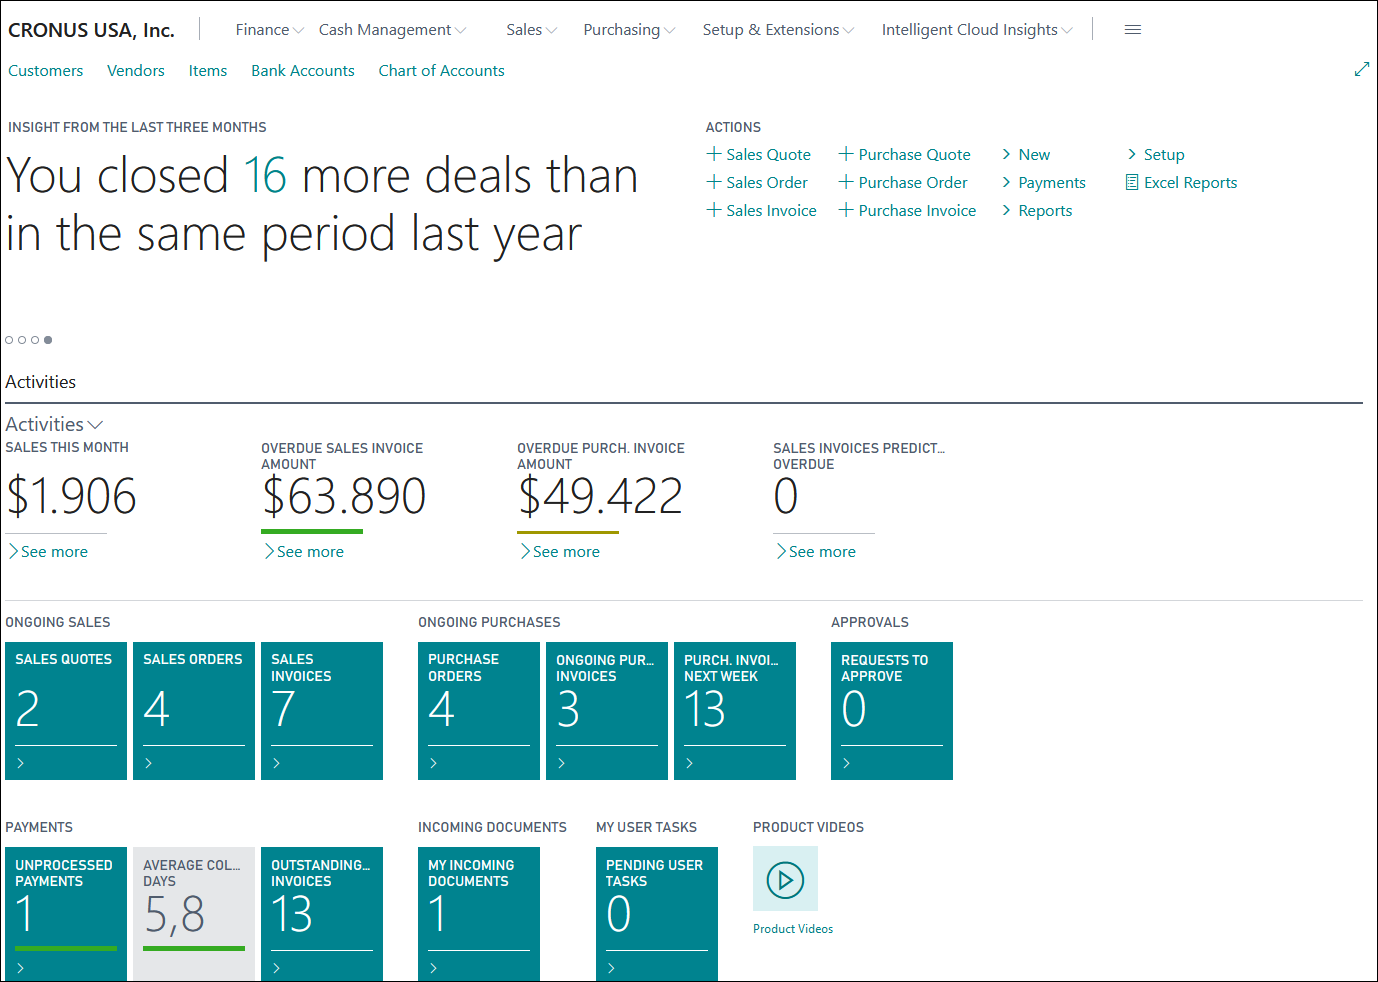 CRONUS USA, Inc.
Finance Cash Management Sales Purchasing Setup & Extensions Intelligent Cloud Insights
Customers Vendors Items Bank Accounts Chart of Accounts
INSIGHT FROM THE LAST THREE MONTHS
You closed 16 more deals than
in the same period last year
ACTIONS
+ Sales Quote + Purchase Quote > New > Setup
+ Sales Order + Purchase Order > Payments Excel Reports
+ Sales Invoice + Purchase Invoice > Reports
Activities
Activities
SALES THIS MONTH
$1.906
> See more
OVERDUE SALES INVOICE
AMOUNT
$63.890
> See more
OVERDUE PURCH. INVOICE
AMOUNT
$49.422
> See more
SALES INVOICES PREDICT...
OVERDUE
0
> See more
ONGOING SALES
SALES QUOTES
2
>
SALES ORDERS
4
>
SALES
INVOICES
7
>
ONGOING PURCHASES
PURCHASE
ORDERS
4
>
ONGOING PUR...
INVOICES
3
>
PURCH. INVOI...
NEXT WEEK
13
>
APPROVALS
REQUESTS TO
APPROVE
0
>
PAYMENTS
UNPROCESSED
PAYMENTS
1
>
AVERAGE COL...
DAYS
5,8
OUTSTANDING...
INVOICES
13
>
INCOMING DOCUMENTS
MY INCOMING
DOCUMENTS
1
>
MY USER TASKS
PENDING USER
TASKS
0
>
PRODUCT VIDEOS
Product Videos